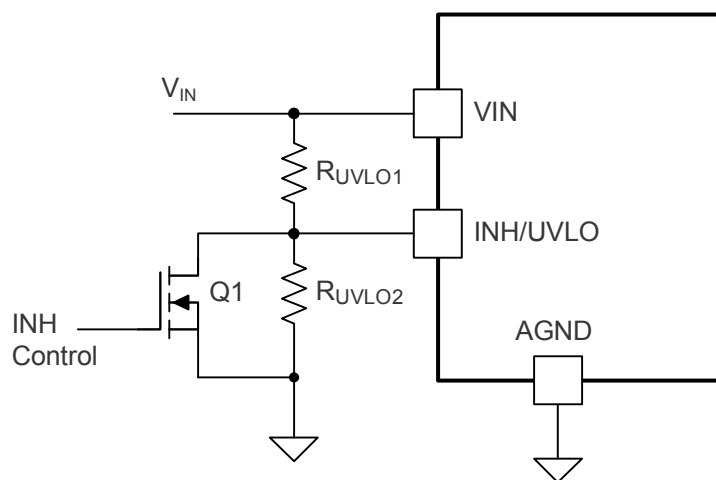 VIN
VIN
RUVLO1
INH/UVLO
Q1
RUVLO2
INH
Control
AGND